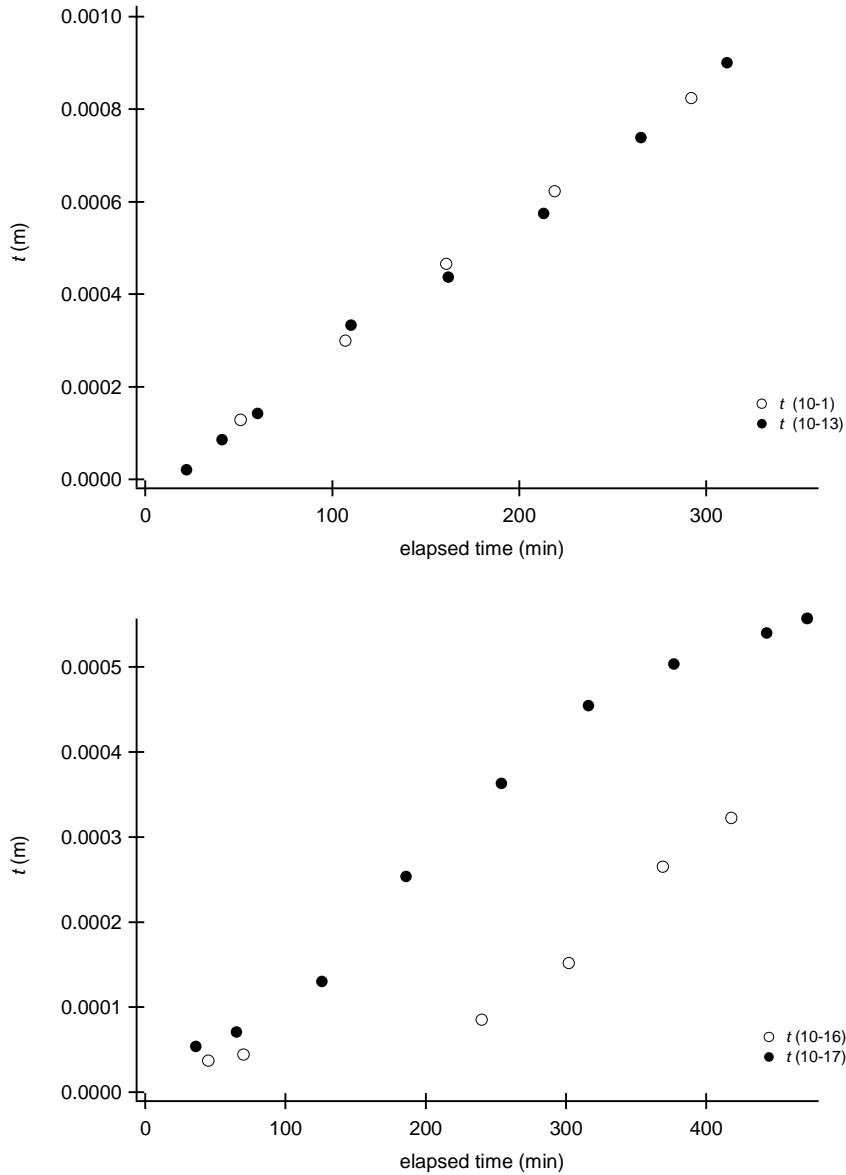 0.0010
0.0008
0.0006
0.0004
0.0002
0.0000
t (m)
t (10-1)
t (10-13)
0 100 200 300
elapsed time (min)
0.0005
0.0004
0.0003
0.0002
0.0001
0.0000
t (m)
t (10-16)
t (10-17)
0 100 200 300 400
elapsed time (min)